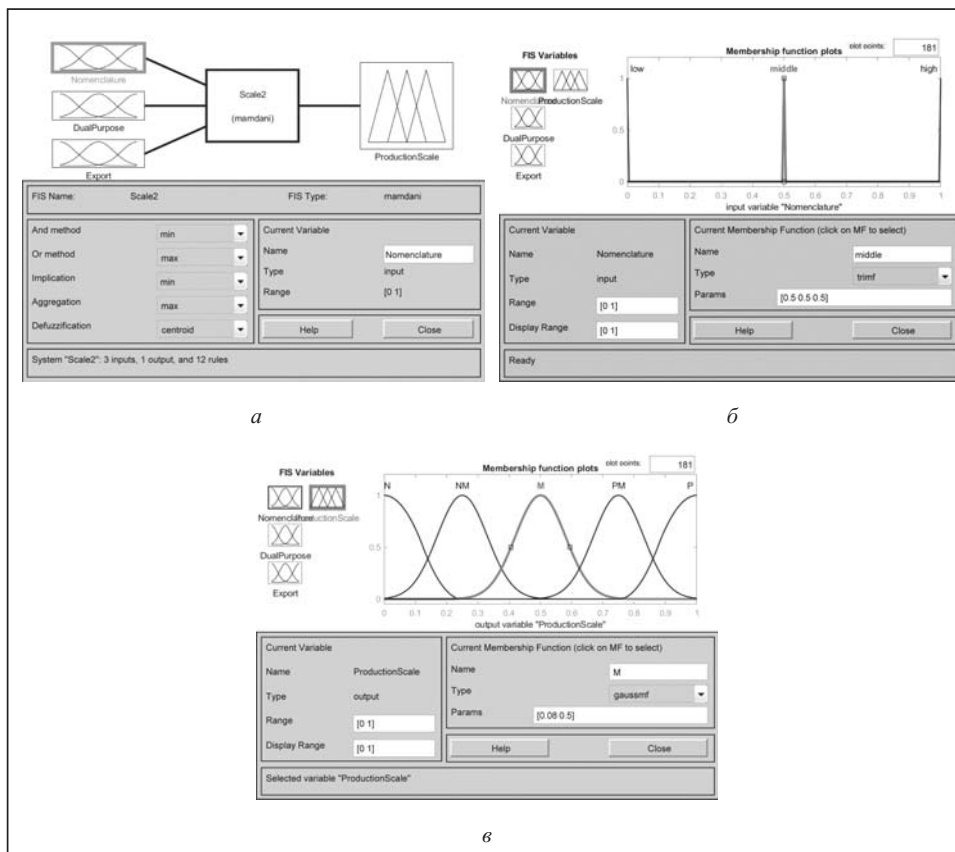 Nomenclature
DualPurpose
Export
Scale2
(mamdani)
ProductionScale
FIS Name: Scale2 FIS Type: mamdani
And method min
Or method max
Implication min
Aggregation max
Defuzzification centroid
Current Variable
Name Nomenclature
Type input
Range [0 1]
Help Close
System "Scale2": 3 inputs, 1 output, and 12 rules
а
FIS Variables
Nomenclature ProductionScale
DualPurpose
Export
Membership function plots plot points: 181
low middle high
1
0.5
0
0 0.1 0.2 0.3 0.4 0.5 0.6 0.7 0.8 0.9 1
input variable "Nomenclature"
Current Variable
Name Nomenclature
Type input
Range [0 1]
Display Range [0 1]
Current Membership Function (click on MF to select)
Name middle
Type trimf
Params [0.5 0.5 0.5]
Help Close
Ready
б
FIS Variables
Nomenclature ProductionScale
DualPurpose
Export
Membership function plots plot points: 181
N NM M PM P
1
0.5
0
0 0.1 0.2 0.3 0.4 0.5 0.6 0.7 0.8 0.9 1
output variable "ProductionScale"
Current Variable
Name ProductionScale
Type output
Range [0 1]
Display Range [0 1]
Current Membership Function (click on MF to select)
Name M
Type gaussmf
Params [0.08 0.5]
Help Close
Selected variable "ProductionScale"
в